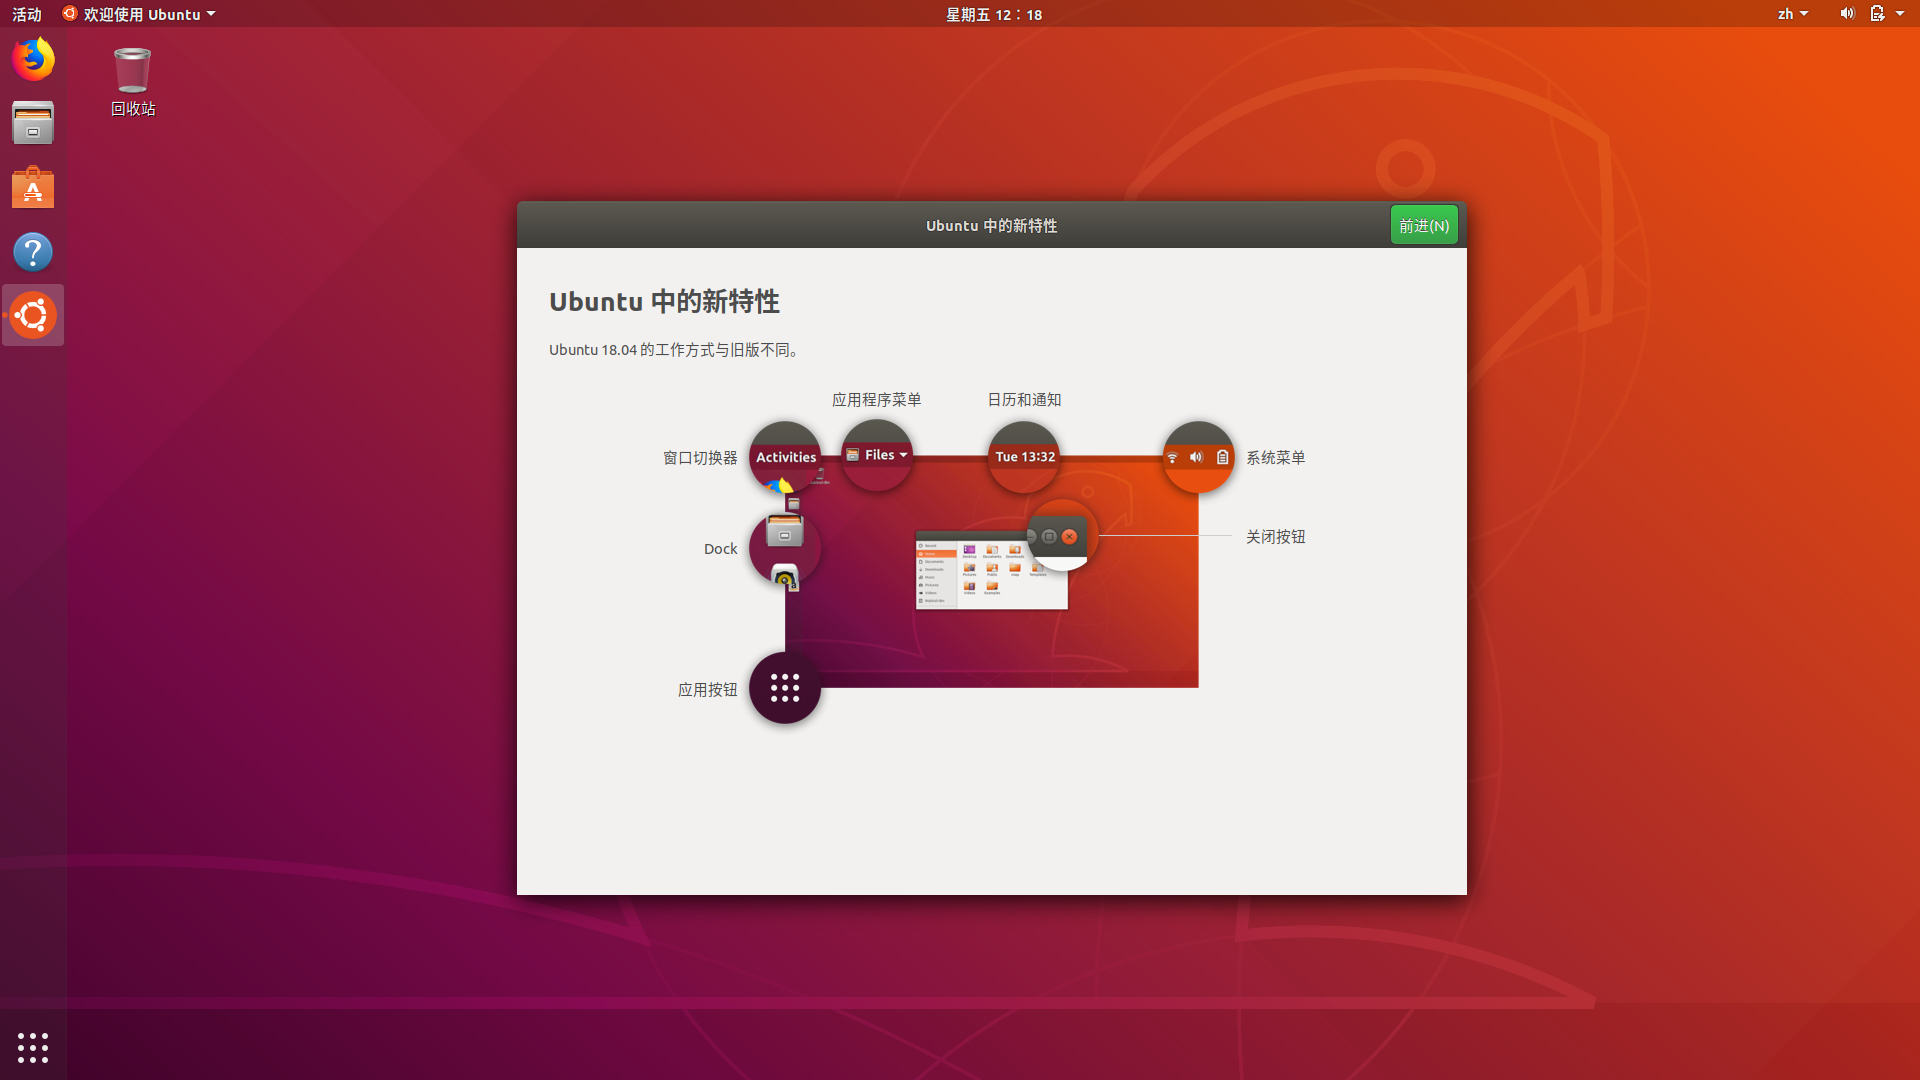 活动 欢迎使用 Ubuntu 星期五 12：18 zh
回收站
Ubuntu 中的新特性 前进(N)
Ubuntu 中的新特性
Ubuntu 18.04 的工作方式与旧版不同。
应用程序菜单 日历和通知
窗口切换器 Activities Files Tue 13:32 系统菜单
关闭按钮
Dock
应用按钮